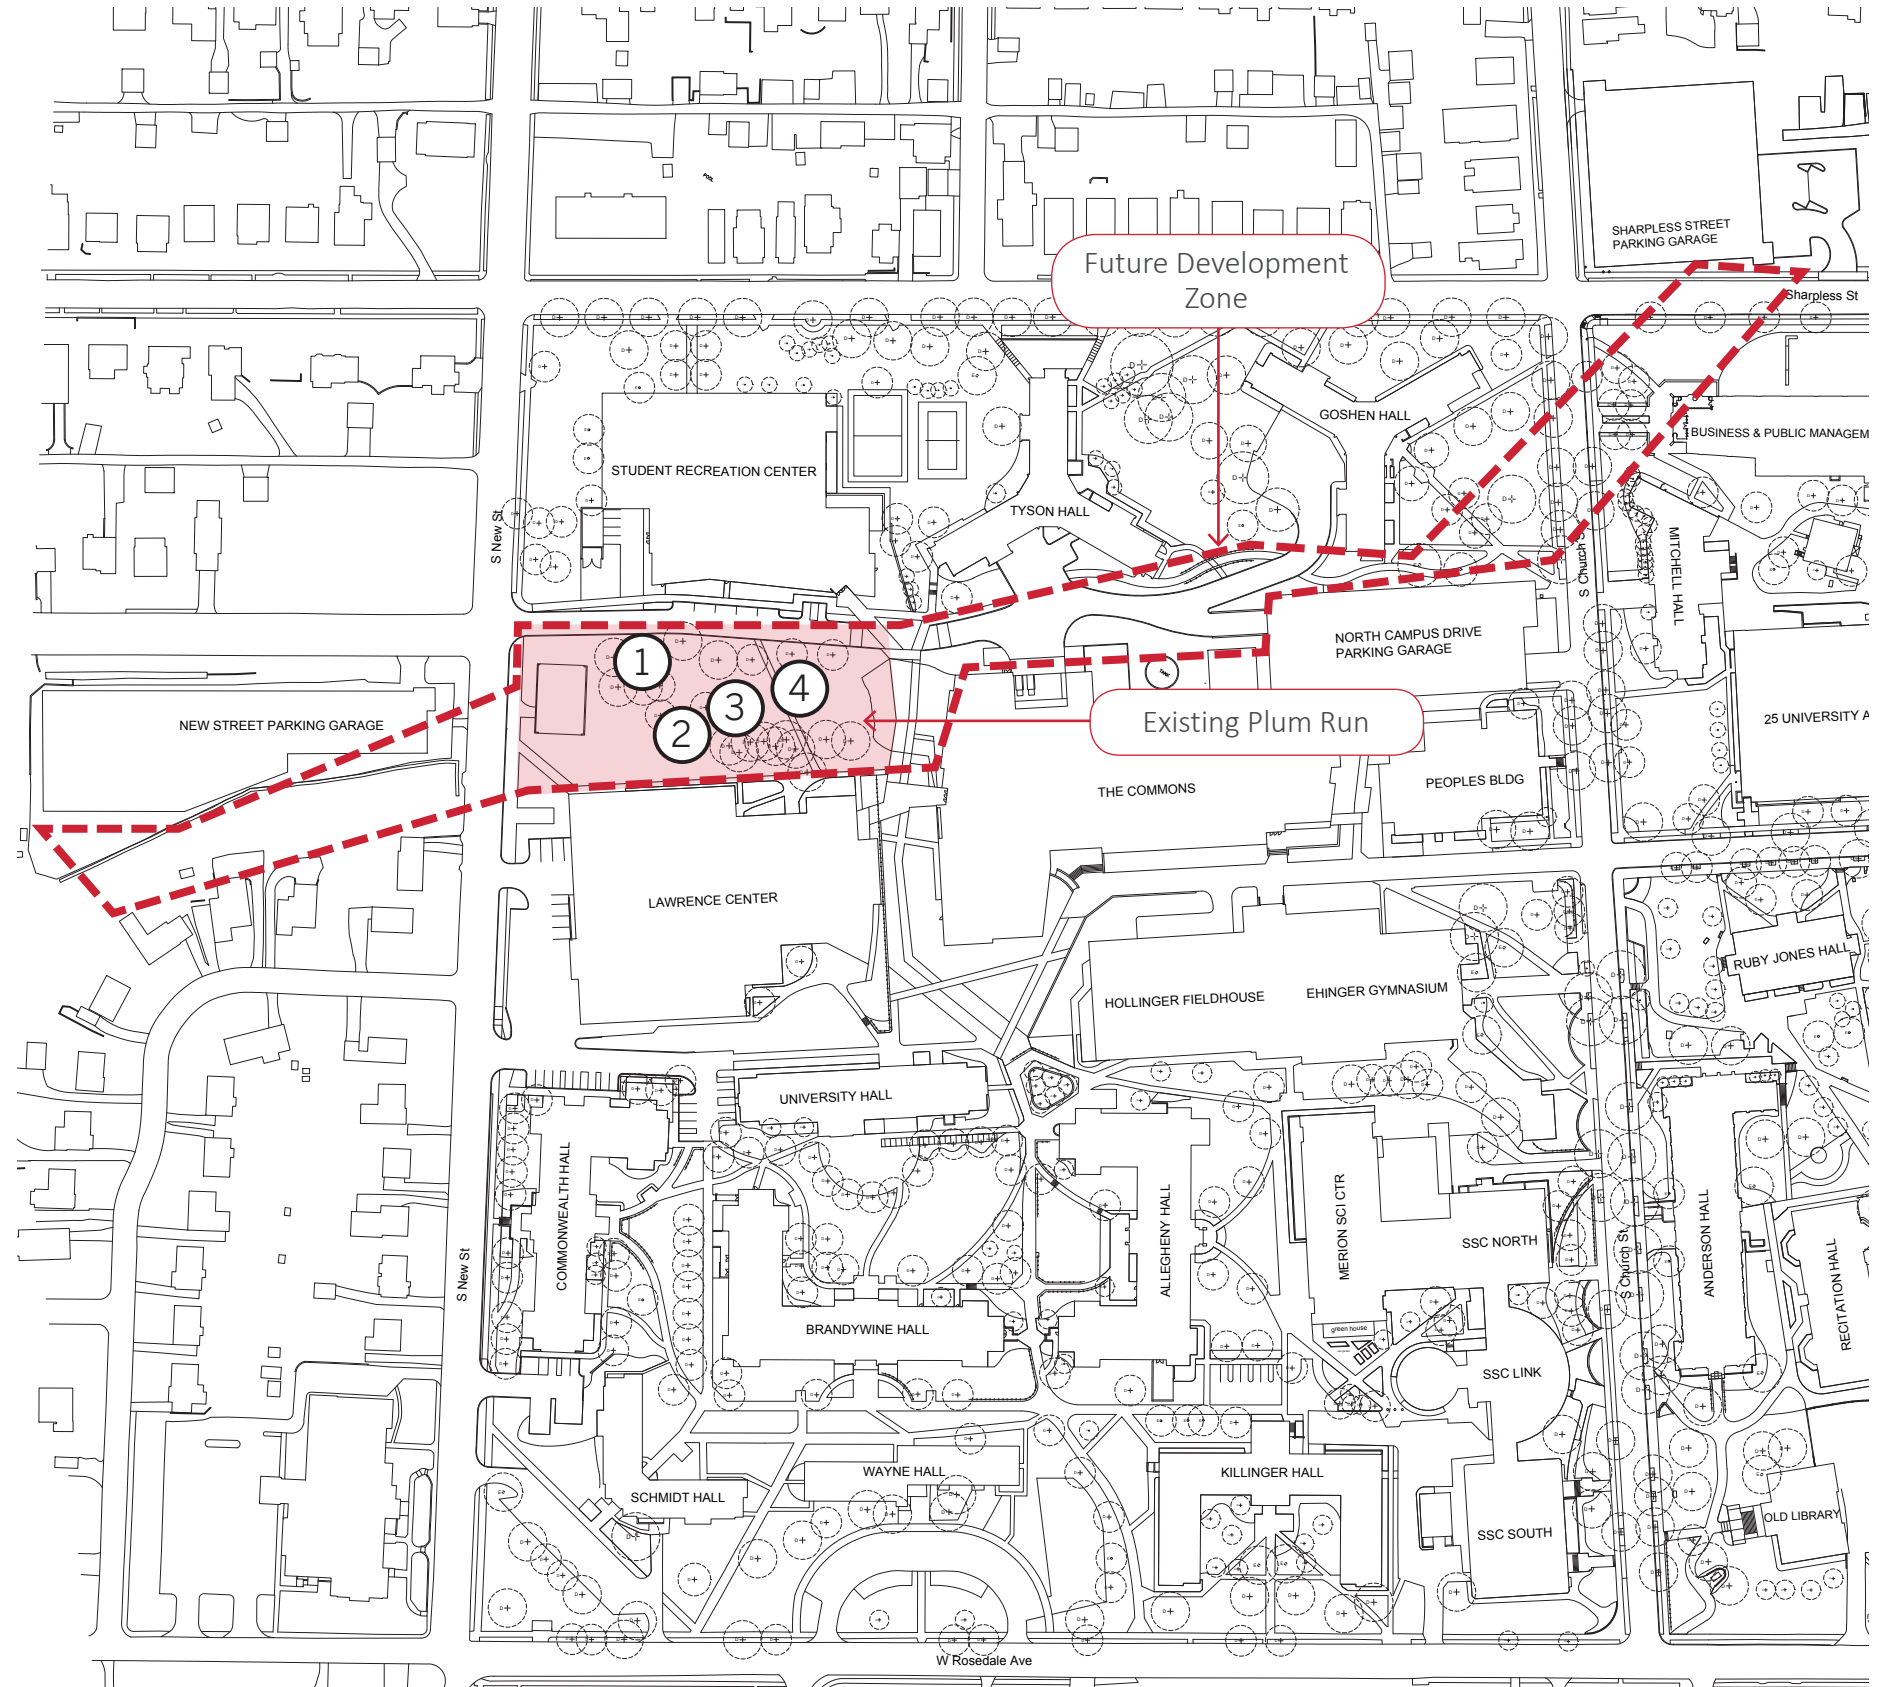 POOL
SHARPLESS STREET
PARKING GARAGE
Future Development
Zone
Sharpless St
GOSHEN HALL
BUSINESS & PUBLIC MANAGEM
STUDENT RECREATION CENTER
TYSON HALL
S New St
S Church St
MITCHELL HALL
NORTH CAMPUS DRIVE
PARKING GARAGE
1
4
3
2
NEW STREET PARKING GARAGE
Existing Plum Run
25 UNIVERSITY A
PEOPLES BLDG
THE COMMONS
LAWRENCE CENTER
RUBY JONES HALL
HOLLINGER FIELDHOUSE
EHINGER GYMNASIUM
UNIVERSITY HALL
COMMONWEALTH HALL
ALLEGHENY HALL
MERION SCI CTR
SSC NORTH
ANDERSON HALL
RECITATION HALL
S New St
S Church St
BRANDYWINE HALL
green house
SSC LINK
WAYNE HALL
KILLINGER HALL
SCHMIDT HALL
SSC SOUTH
OLD LIBRARY
W Rosedale Ave